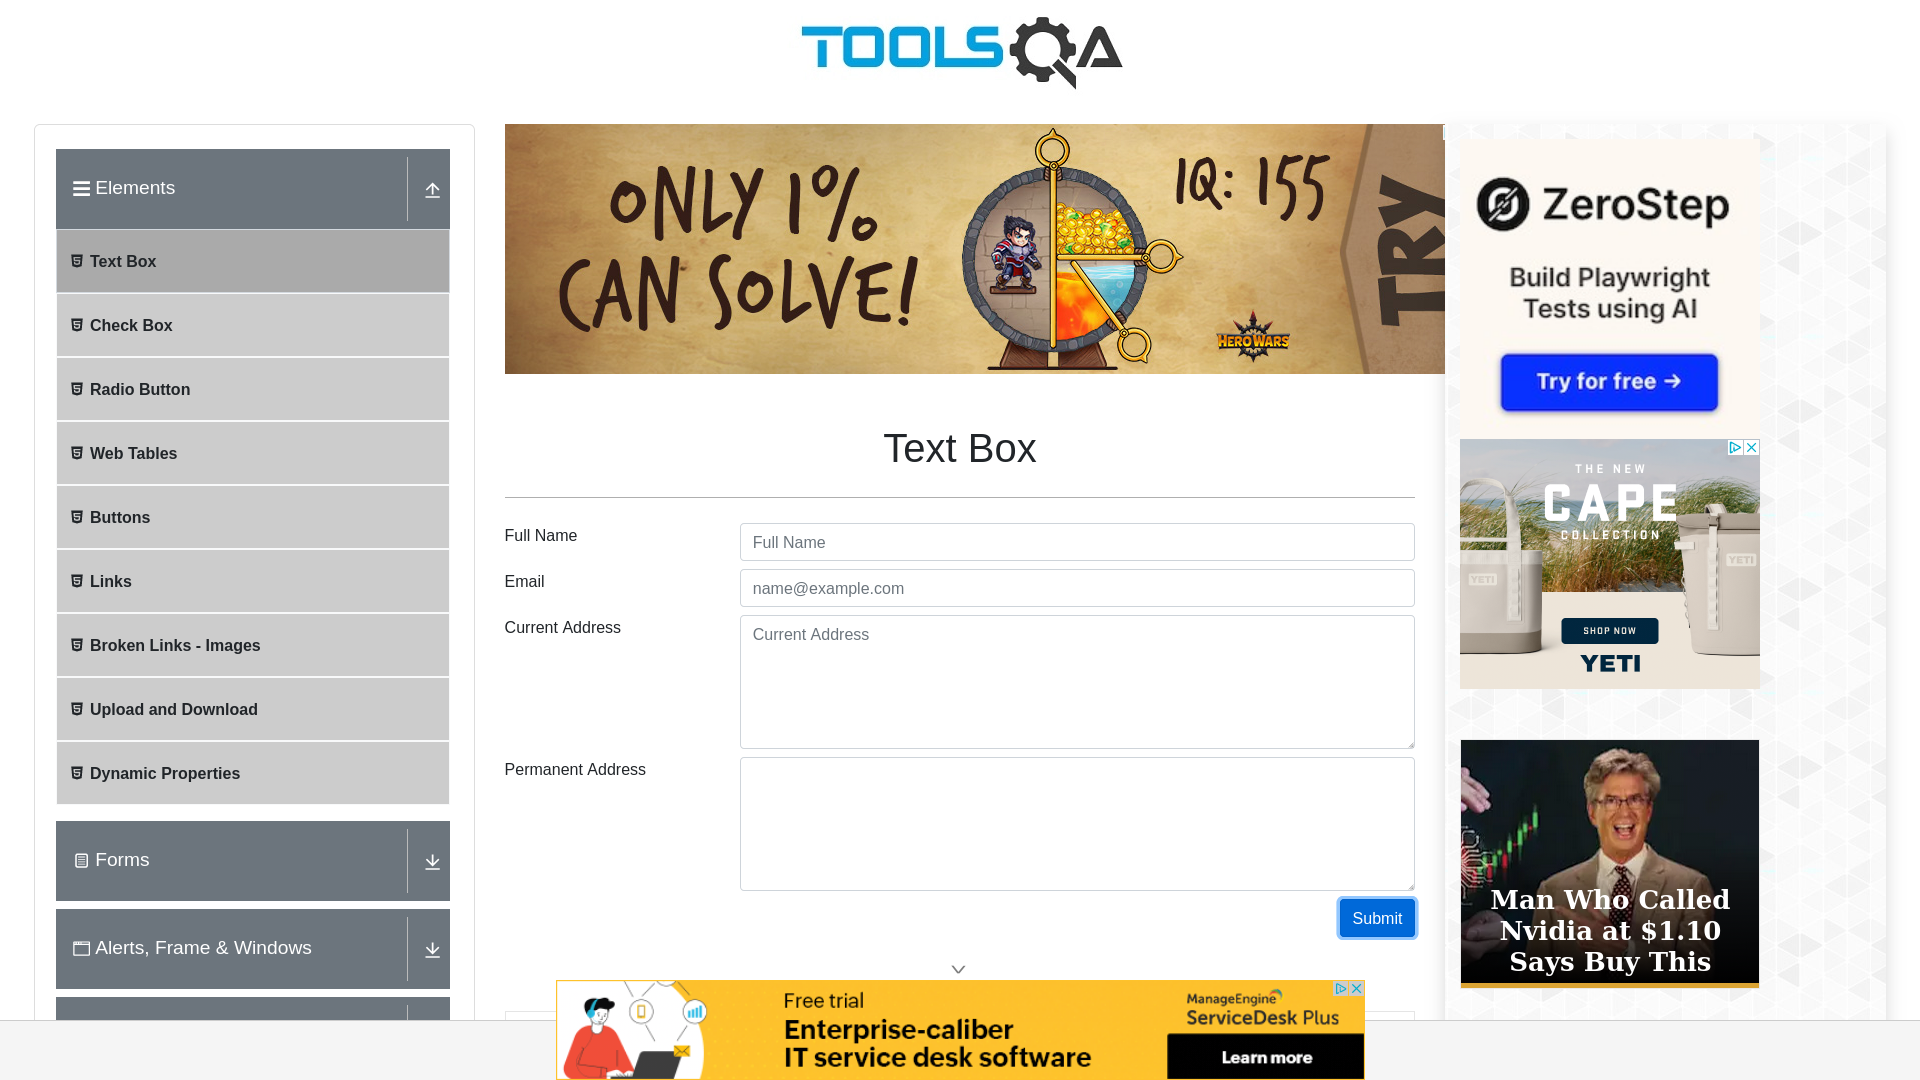 TOOLSQA
Elements
Text Box
Check Box
Radio Button
Web Tables
Buttons
Links
Broken Links - Images
Upload and Download
Dynamic Properties
Forms
Alerts, Frame & Windows
ONLY 1%
CAN SOLVE!
IQ: 155
HERO WARS
TRY
Text Box
Full Name
Full Name
Email
name@example.com
Current Address
Current Address
Permanent Address
Submit
ZeroStep
Build Playwright
Tests using AI
Try for free →
THE NEW
CAPE
COLLECTION
YETI
YETI
SHOP NOW
YETI
Man Who Called
Nvidia at $1.10
Says Buy This
Free trial
Enterprise-caliber
IT service desk software
ManageEngine
ServiceDesk Plus
Learn more